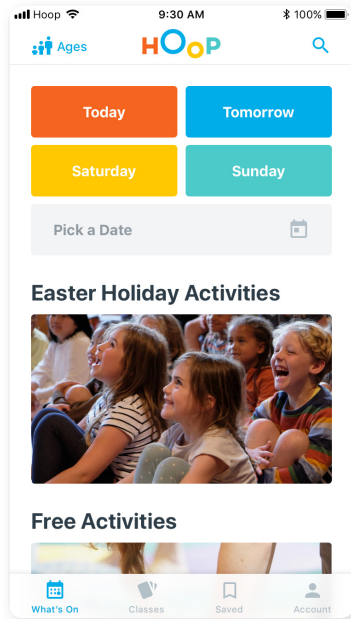 Hoop 9:30 AM 100%
Ages HOOP
Today Tomorrow
Saturday Sunday
Pick a Date
Easter Holiday Activities
Free Activities
What's On Classes Saved Account